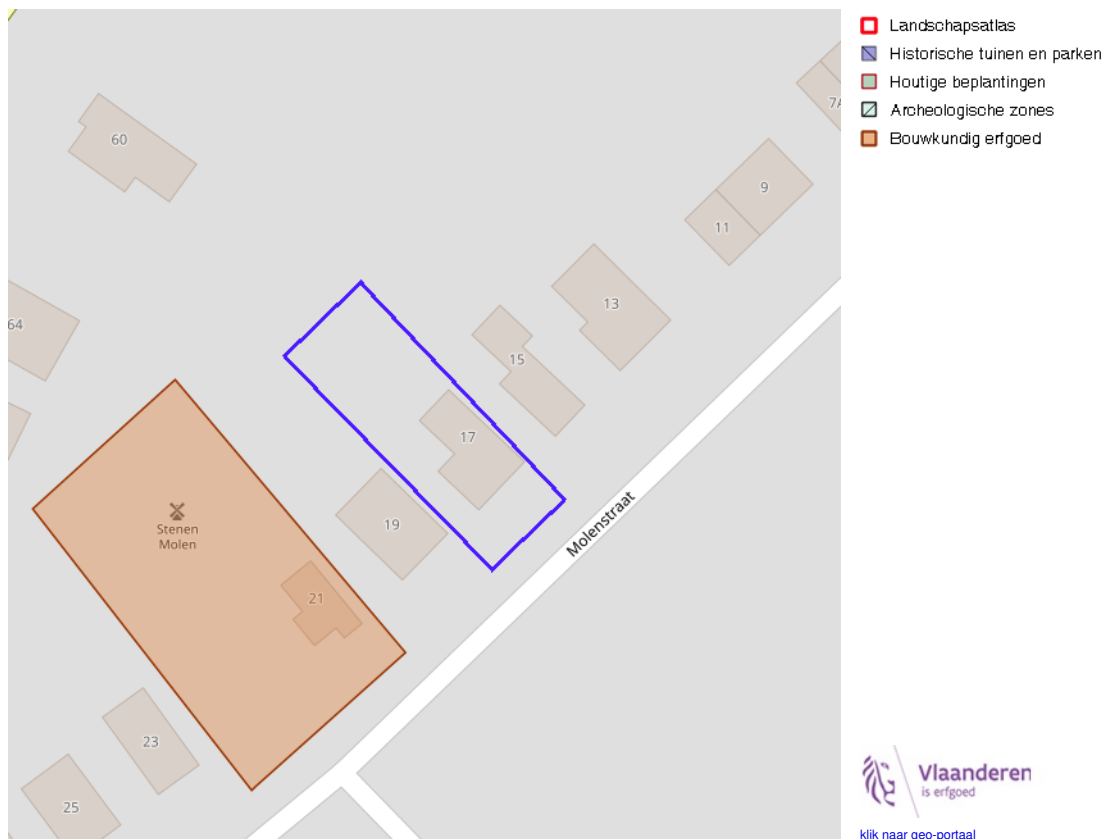 60
7A
9
11
64
13
15
17
Stenen
Molen
19
Molenstraat
21
23
25
Landschapsatlas
Historische tuinen en parken
Houtige beplantingen
Archeologische zones
Bouwkundig erfgoed
Vlaanderen
is erfgoed
klik naar geo-portaal